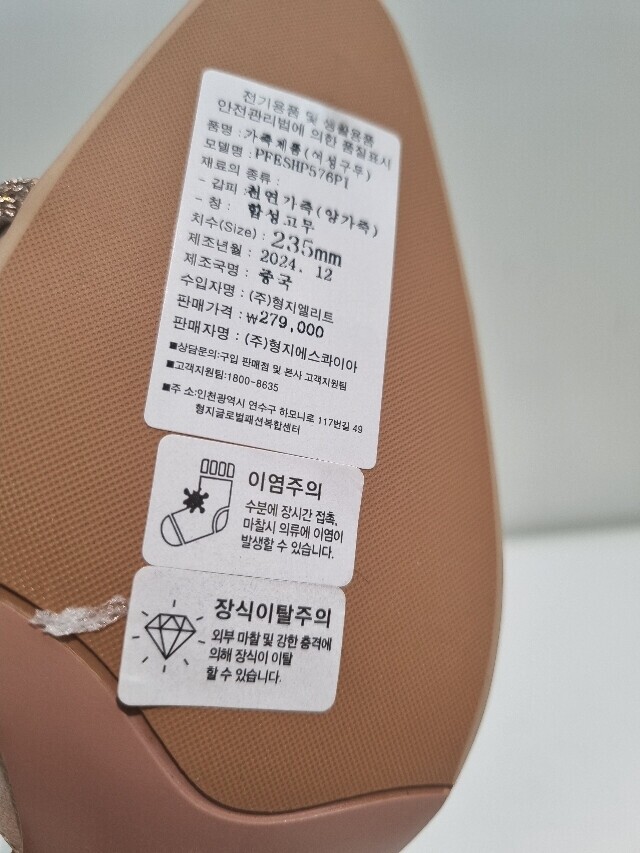 전기용품 및 생활용품
안전관리법에 의한 품질표시
품명 : 가죽제품(여성구두)
모델명 : PFESHP576P1
재료의 종류 :
- 갑피 : 천연가죽(양가죽)
- 창 : 합성고무
치수(Size) : 235mm
제조년월 : 2024. 12
제조국명 : 중국
수입자명 : (주)형지엘리트
판매가격 : ₩279,000
판매자명 : (주)형지에스콰이아
■상담문의:구입 판매점 및 본사 고객지원팀
■고객지원팀:1800-8635
■주 소:인천광역시 연수구 하모니로 117번길 49
형지글로벌패션복합센터
이염주의
수분에 장시간 접촉,
마찰시 의류에 이염이
발생할 수 있습니다.
장식이탈주의
외부 마찰 및 강한 충격에
의해 장식이 이탈
할 수 있습니다.